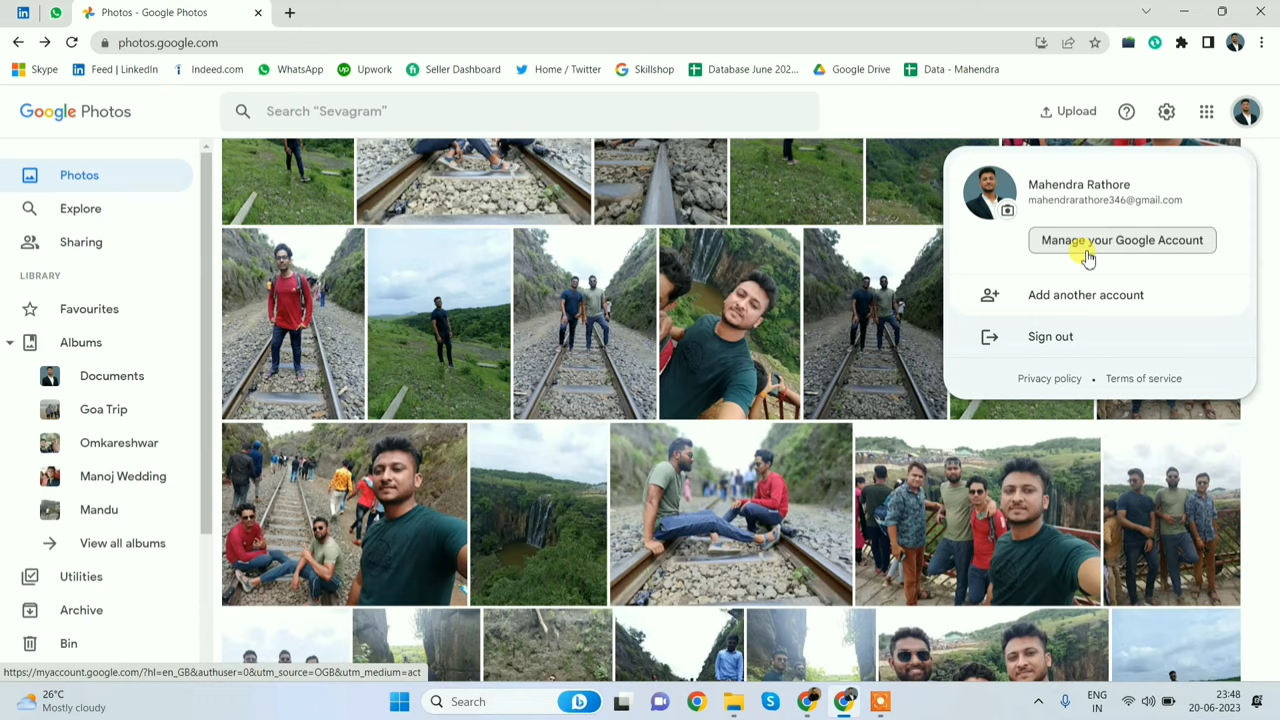 Photos - Google Photos
photos.google.com
Skype
Feed | LinkedIn
Indeed.com
WhatsApp
Upwork
Seller Dashboard
Home / Twitter
Skillshop
Database June 202...
Google Drive
Data - Mahendra
Google Photos
Search “Sevagram”
Upload
Photos
Explore
Sharing
LIBRARY
Favourites
Albums
Documents
Goa Trip
Omkareshwar
Manoj Wedding
Mandu
View all albums
Utilities
Archive
Bin
Mahendra Rathore
mahendrarathore346@gmail.com
Manage your Google Account
Add another account
Sign out
Privacy policy • Terms of service
https://myaccount.google.com/?hl=en_GB&authuser=0&utm_source=OGB&utm_medium=act
26°C
Mostly cloudy
Search
ENG
IN
23:48
20-06-2023